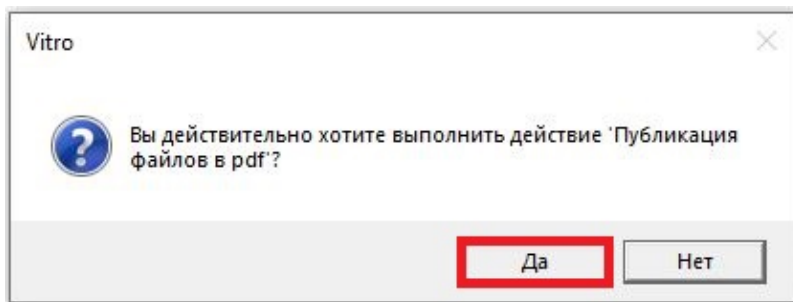 Vitro
Вы действительно хотите выполнить действие 'Публикация
файлов в pdf'?
Да
Нет